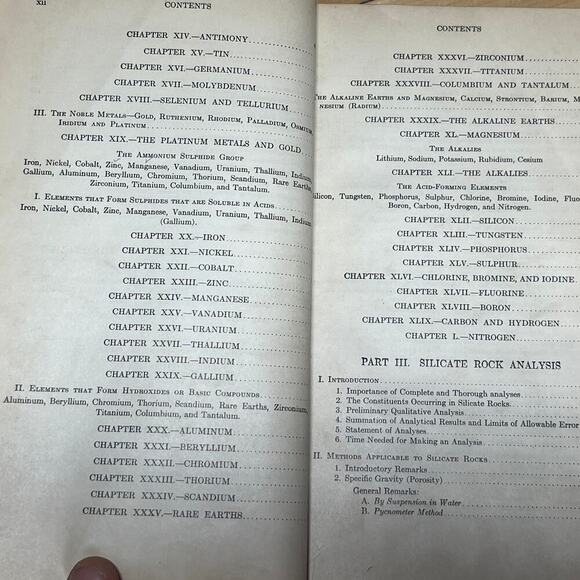 xii
CONTENTS
CHAPTER XIV.—ANTIMONY
CHAPTER XV.—TIN
CHAPTER XVI.—GERMANIUM
CHAPTER XVII.—MOLYBDENUM
CHAPTER XVIII.—SELENIUM AND TELLURIUM
III. The Noble Metals—Gold, Ruthenium, Rhodium, Palladium, Osmium,
Iridium and Platinum
CHAPTER XIX.—THE PLATINUM METALS AND GOLD
The Ammonium Sulphide Group
Iron, Nickel, Cobalt, Zinc, Manganese, Vanadium, Uranium, Thallium, Indium,
Gallium, Aluminum, Beryllium, Chromium, Thorium, Scandium, Rare Earths,
Zirconium, Titanium, Columbium, and Tantalum.
I. Elements that Form Sulphides that are Soluble in Acids
Iron, Nickel, Cobalt, Zinc, Manganese, Vanadium, Uranium, Thallium, Indium
(Gallium).
CHAPTER XX.—IRON
CHAPTER XXI.—NICKEL
CHAPTER XXII.—COBALT
CHAPTER XXIII.—ZINC
CHAPTER XXIV.—MANGANESE
CHAPTER XXV.—VANADIUM
CHAPTER XXVI.—URANIUM
CHAPTER XXVII.—THALLIUM
CHAPTER XXVIII.—INDIUM
CHAPTER XXIX.—GALLIUM
II. Elements that Form Hydroxides or Basic Compounds
Aluminum, Beryllium, Chromium, Thorium, Scandium, Rare Earths, Zirconium,
Titanium, Columbium, and Tantalum.
CHAPTER XXX.—ALUMINUM
CHAPTER XXXI.—BERYLLIUM
CHAPTER XXXII.—CHROMIUM
CHAPTER XXXIII.—THORIUM
CHAPTER XXXIV.—SCANDIUM
CHAPTER XXXV.—RARE EARTHS
CONTENTS
CHAPTER XXXVI.—ZIRCONIUM
CHAPTER XXXVII.—TITANIUM
CHAPTER XXXVIII.—COLUMBIUM AND TANTALUM
The Alkaline Earths and Magnesium, Calcium, Strontium, Barium,
nesium (Radium)
CHAPTER XXXIX.—THE ALKALINE EARTHS
CHAPTER XL.—MAGNESIUM
The Alkalies
Lithium, Sodium, Potassium, Rubidium, Cesium
CHAPTER XLI.—THE ALKALIES
The Acid-Forming Elements
Silicon, Tungsten, Phosphorus, Sulphur, Chlorine, Bromine, Iodine, Fluo
Boron, Carbon, Hydrogen, and Nitrogen.
CHAPTER XLII.—SILICON
CHAPTER XLIII.—TUNGSTEN
CHAPTER XLIV.—PHOSPHORUS
CHAPTER XLV.—SULPHUR
CHAPTER XLVI.—CHLORINE, BROMINE, AND IODINE
CHAPTER XLVII.—FLUORINE
CHAPTER XLVIII.—BORON
CHAPTER XLIX.—CARBON AND HYDROGEN
CHAPTER L.—NITROGEN
PART III. SILICATE ROCK ANALYSIS
I. Introduction
1. Importance of Complete and Thorough analyses
2. The Constituents Occurring in Silicate Rocks
3. Preliminary Qualitative Analysis
4. Summation of Analytical Results and Limits of Allowable Error
5. Statement of Analyses
6. Time Needed for Making an Analysis
II. Methods Applicable to Silicate Rocks
1. Introductory Remarks
2. Specific Gravity (Porosity)
General Remarks:
A. By Suspension in Water
B. Pycnometer Method